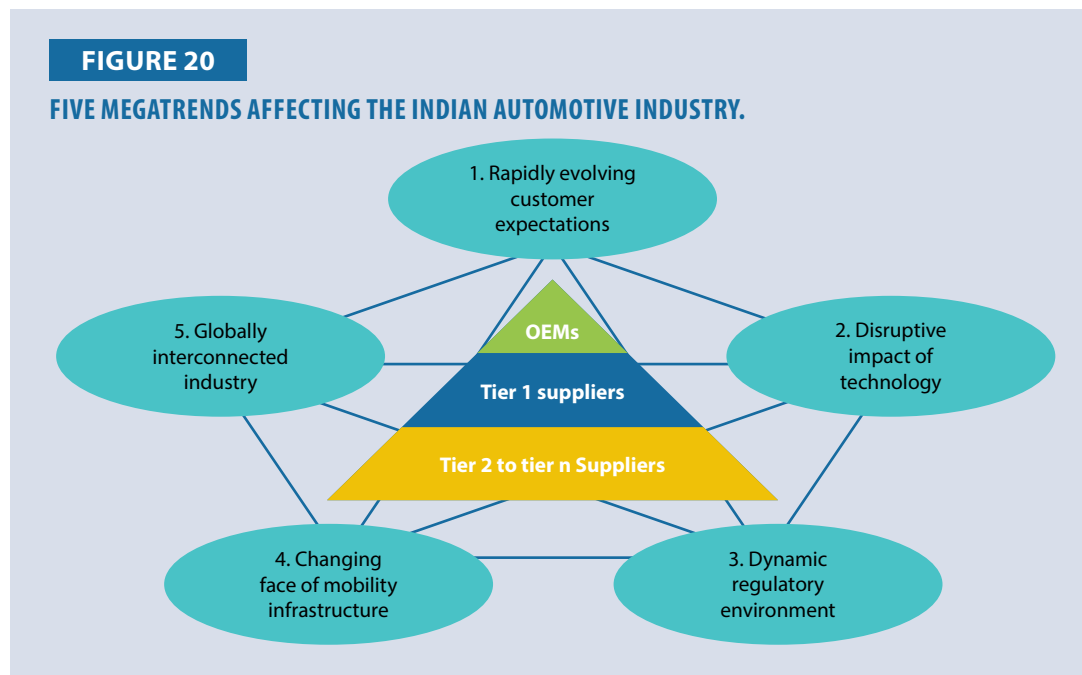 FIGURE 20
FIVE MEGATRENDS AFFECTING THE INDIAN AUTOMOTIVE INDUSTRY.
1. Rapidly evolving
customer
expectations
5. Globally
interconnected
industry
2. Disruptive
impact of
technology
OEMs
Tier 1 suppliers
Tier 2 to tier n Suppliers
4. Changing
face of mobility
infrastructure
3. Dynamic
regulatory
environment